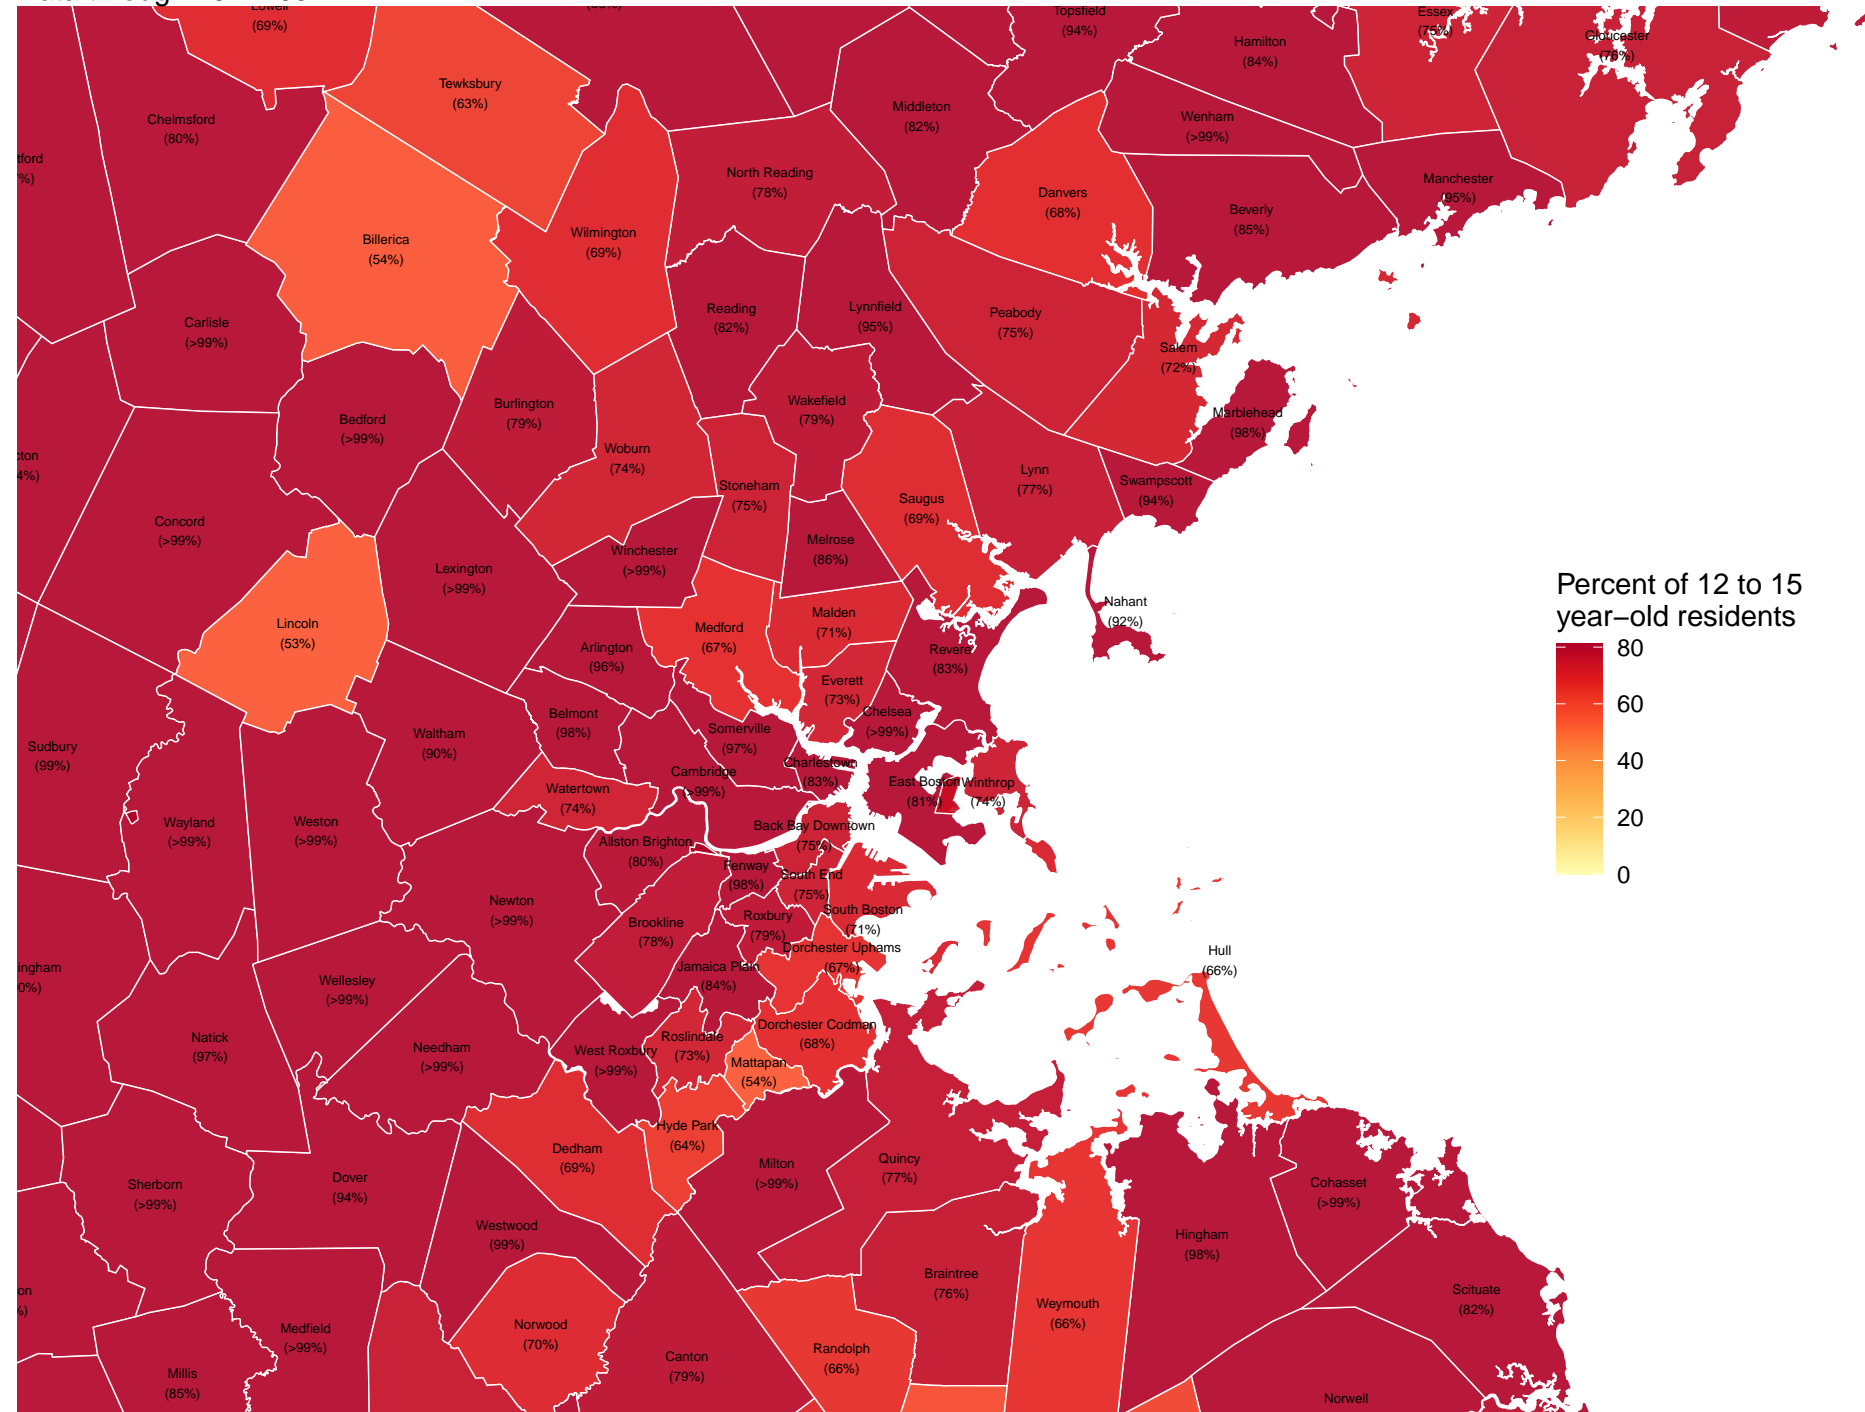 Lowell
(69%)
Topsfield
(94%)
Essex
(75%)
Gloucester
(76%)
Hamilton
(84%)
Tewksbury
(63%)
Chelmsford
(80%)
Middleton
(82%)
Wenham
(>99%)
tford
%)
North Reading
(78%)
Danvers
(68%)
Manchester
(95%)
Beverly
(85%)
Billerica
(54%)
Wilmington
(69%)
Carlisle
(>99%)
Reading
(82%)
Lynnfield
(95%)
Peabody
(75%)
Salem
(72%)
Bedford
(>99%)
Burlington
(79%)
Wakefield
(79%)
Marblehead
(98%)
cton
4%)
Woburn
(74%)
Stoneham
(75%)
Saugus
(69%)
Lynn
(77%)
Swampscott
(94%)
Concord
(>99%)
Lexington
(>99%)
Winchester
(>99%)
Melrose
(86%)
Percent of 12 to 15
year−old residents
80
60
40
20
0
Nahant
(92%)
Lincoln
(53%)
Arlington
(96%)
Medford
(67%)
Malden
(71%)
Revere
(83%)
Everett
(73%)
Sudbury
(99%)
Waltham
(90%)
Belmont
(98%)
Somerville
(97%)
Chelsea
(>99%)
Cambridge
(>99%)
Charlestown
(83%)
East Boston
(81%)
Winthrop
(74%)
Watertown
(74%)
Wayland
(>99%)
Weston
(>99%)
Allston Brighton
(80%)
Back Bay Downtown
(75%)
Fenway
(98%)
South End
(75%)
Newton
(>99%)
Brookline
(78%)
Roxbury
(79%)
South Boston
(71%)
Dorchester Uphams
(67%)
Hull
(66%)
ingham
0%)
Wellesley
(>99%)
Jamaica Plain
(84%)
Natick
(97%)
Needham
(>99%)
West Roxbury
(>99%)
Roslindale
(73%)
Dorchester Codman
(68%)
Mattapan
(54%)
Hyde Park
(64%)
Dedham
(69%)
Sherborn
(>99%)
Dover
(94%)
Milton
(>99%)
Quincy
(77%)
Cohasset
(>99%)
Westwood
(99%)
Hingham
(98%)
on
%)
Braintree
(76%)
Weymouth
(66%)
Scituate
(82%)
Medfield
(>99%)
Norwood
(70%)
Canton
(79%)
Randolph
(66%)
Millis
(85%)
Norwell